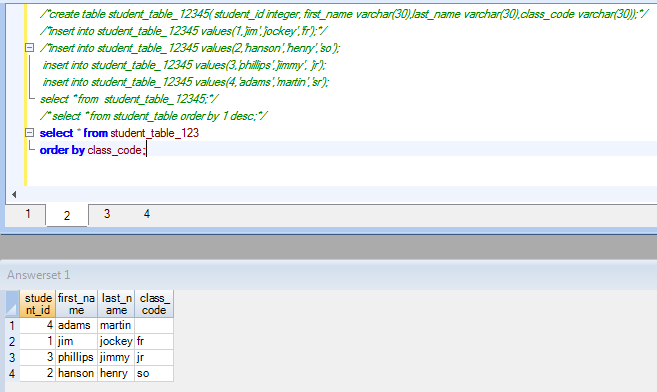 /*create table student_table_12345( student_id integer, first_name varchar(30),last_name varchar(30),class_code varchar(30));*/
/*insert into student_table_12345 values(1,'jim','jockey','fr');*/
/*insert into student_table_12345 values(2,'hanson','henry','so');
insert into student_table_12345 values(3,'phillips','jimmy', 'jr');
insert into student_table_12345 values(4,'adams','martin','sr');
select * from student_table_12345;*/
/* select * from student_table order by 1 desc;*/
select * from student_table_123
order by class_code;
1 2 3 4
Answerset 1
stude first_na last_n class_
nt_id me ame code
1 4 adams martin
2 1 jim jockey fr
3 3 phillips jimmy jr
4 2 hanson henry so